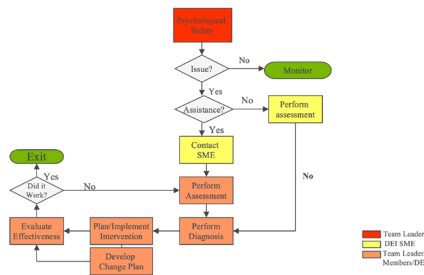 Psychological
Safety
Issue?
No
Monitor
Yes
Assistance?
No
Perform
assessment
Yes
Contact
SME
Exit
Yes
Did it
Work?
No
Perform
Assessment
No
Evaluate
Effectiveness
Plan/Implement
Intervention
Perform
Diagnosis
Develop
Change Plan
Team Leader
DEI SME
Team Leader
Members/DE